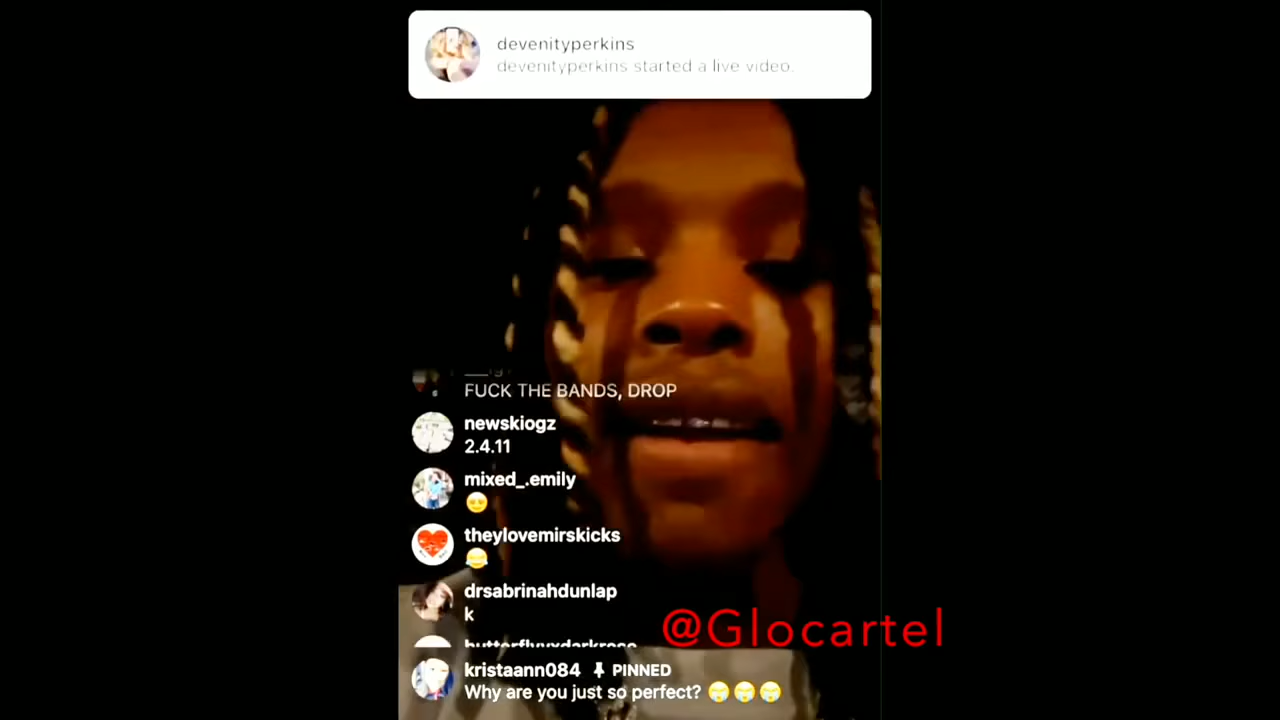 devenityperkins
devenityperkins started a live video.
FUCK THE BANDS, DROP
newskiogz
2.4.11
mixed_.emily
😍
theylovemirskicks
😂
drsabrinahdunlap
k
@Glocartel
kristaann084 PINNED
Why are you just so perfect? 😭😭😭